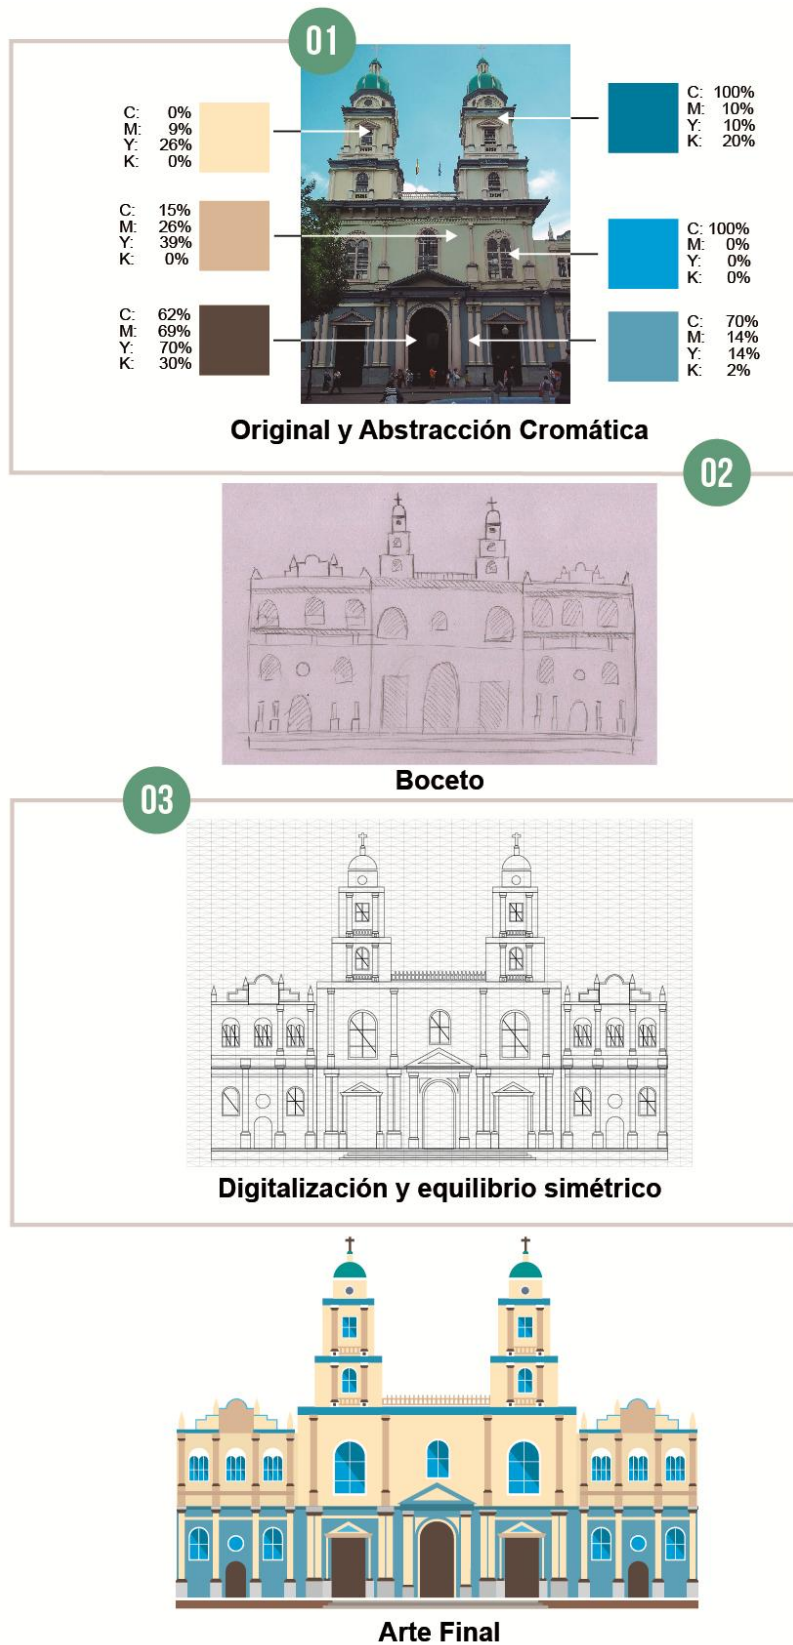 01
C: 0%
M: 9%
Y: 26%
K: 0%
C: 15%
M: 26%
Y: 39%
K: 0%
C: 62%
M: 69%
Y: 70%
K: 30%
C: 100%
M: 10%
Y: 10%
K: 20%
C: 100%
M: 0%
Y: 0%
K: 0%
C: 70%
M: 14%
Y: 14%
K: 2%
Original y Abstracción Cromática
02
Boceto
03
Digitalización y equilibrio simétrico
Arte Final